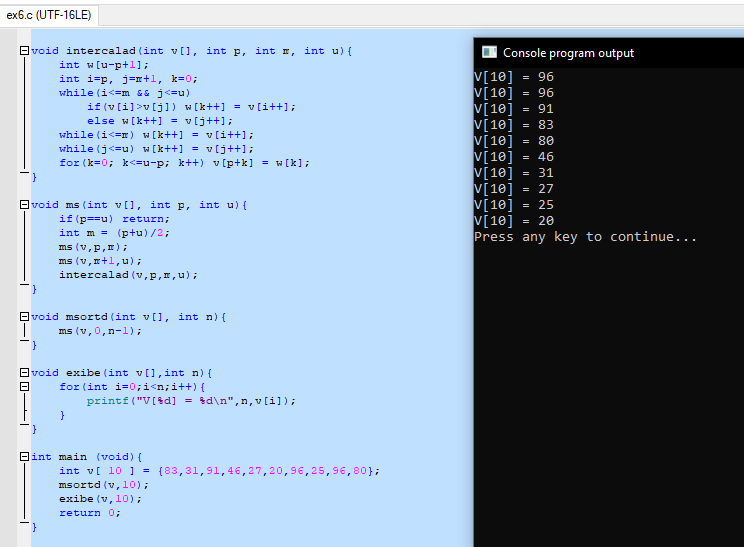 ex6.c (UTF-16LE)
void intercalad(int v[], int p, int m, int u){
    int w[u-p+1];
    int i=p, j=m+1, k=0;
    while(i<=m && j<=u)
        if(v[i]>v[j]) w[k++] = v[i++];
        else w[k++] = v[j++];
    while(i<=m) w[k++] = v[i++];
    while(j<=u) w[k++] = v[j++];
    for(k=0; k<=u-p; k++) v[p+k] = w[k];
}
void ms(int v[], int p, int u){
    if(p==u) return;
    int m = (p+u)/2;
    ms(v,p,m);
    ms(v,m+1,u);
    intercalad(v,p,m,u);
}
void msortd(int v[], int n){
    ms(v,0,n-1);
}
void exibe(int v[],int n){
    for(int i=0;i<n;i++){
        printf("V[%d] = %d\n",n,v[i]);
    }
}
int main (void){
    int v[ 10 ] = {83,31,91,46,27,20,96,25,96,80};
    msortd(v,10);
    exibe(v,10);
    return 0;
}
Console program output
V[10] = 96
V[10] = 96
V[10] = 91
V[10] = 83
V[10] = 80
V[10] = 46
V[10] = 31
V[10] = 27
V[10] = 25
V[10] = 20
Press any key to continue...